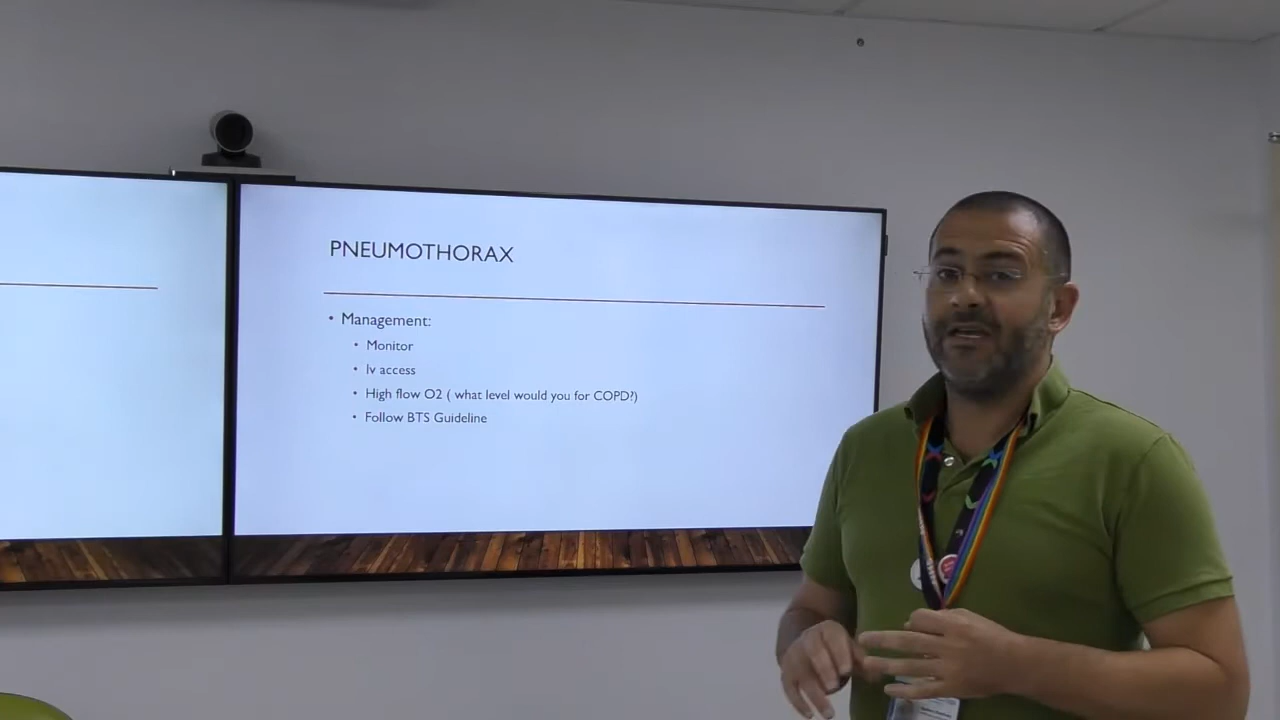 PNEUMOTHORAX
• Management:
• Monitor
• Iv access
• High flow O2 ( what level would you for COPD?)
• Follow BTS Guideline